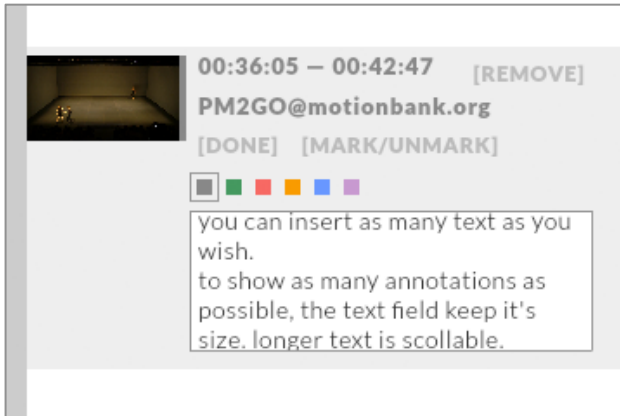 00:36:05 — 00:42:47 [REMOVE]
PM2GO@motionbank.org
[DONE] [MARK/UNMARK]
you can insert as many text as you
wish.
to show as many annotations as
possible, the text field keep it's
size. longer text is scollable.